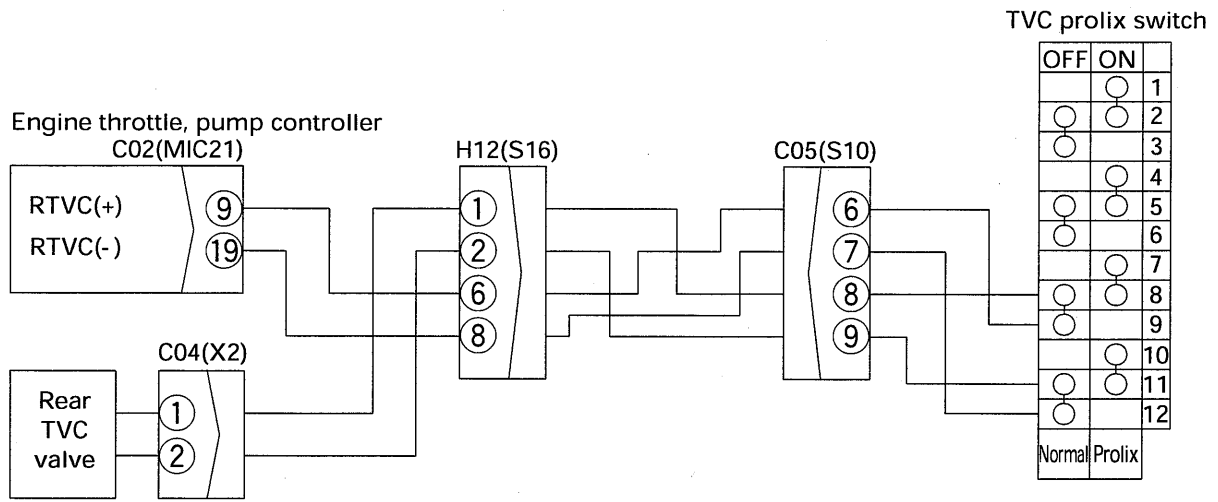 TVC prolix switch
OFF ON
1
2
3
4
5
6
7
8
9
10
11
12
Normal Prolix
Engine throttle, pump controller
C02(MIC21)
RTVC(+) 9
RTVC(-) 19
H12(S16)
1
2
6
8
C05(S10)
6
7
8
9
C04(X2)
1
2
Rear
TVC
valve